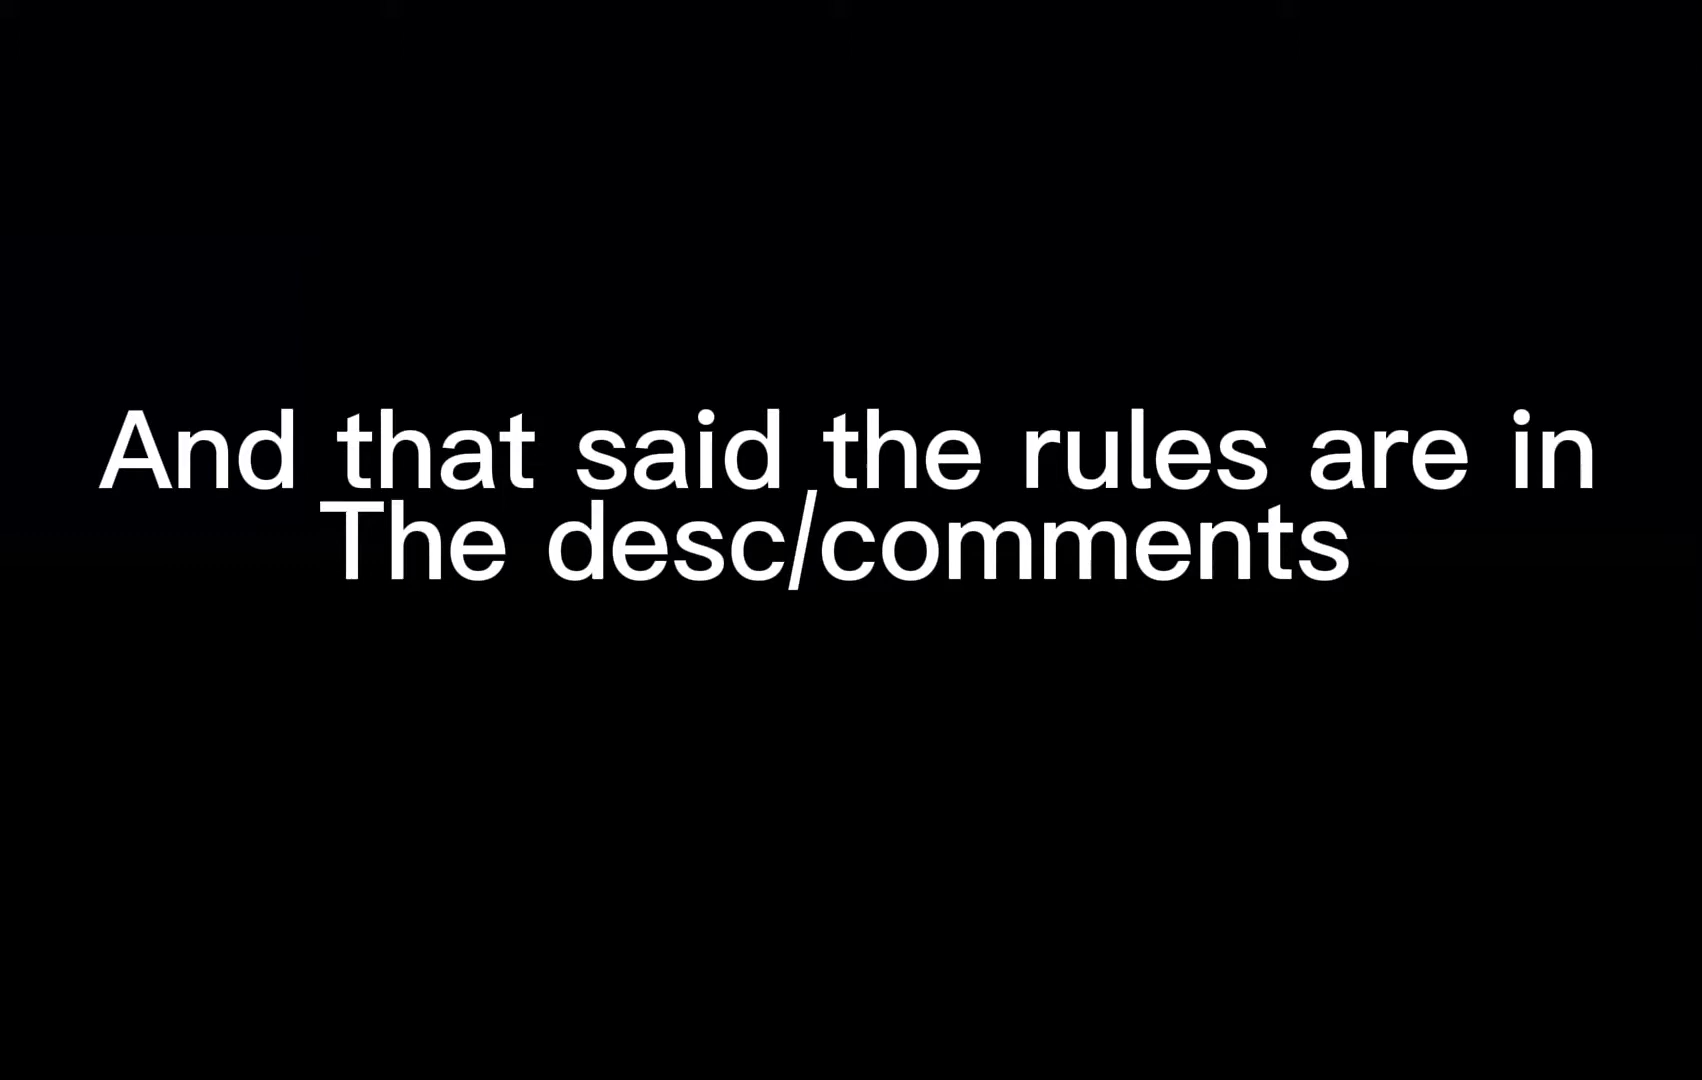 And that said the rules are in
The desc/comments